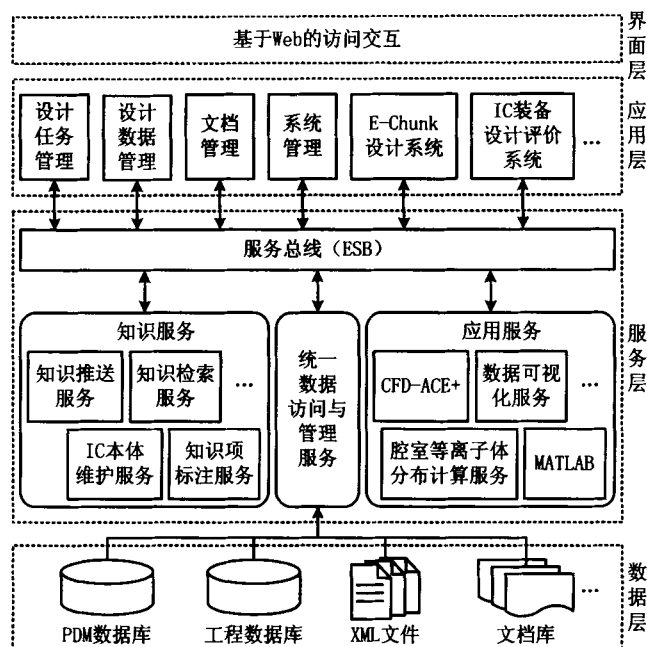 基于Web的访问交互
界面层
设计任务管理
设计数据管理
文档管理
系统管理
E-Chunk设计系统
IC装备设计评价系统
...
应用层
服务总线（ESB）
知识服务
知识推送服务
知识检索服务
...
IC本体维护服务
知识项标注服务
统一数据访问与管理服务
应用服务
CFD-ACE+
数据可视化服务
...
腔室等离子体分布计算服务
MATLAB
服务层
PDM数据库
工程数据库
XML文件
文档库
...
数据层